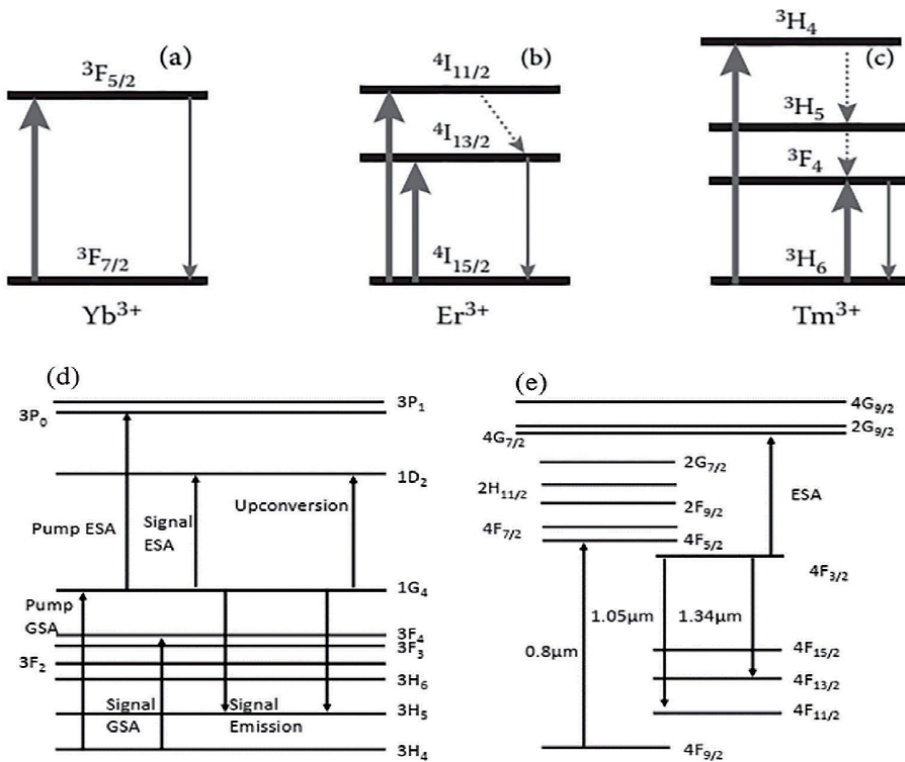 (a)
³F₅/₂
³F₇/₂
Yb³⁺
(b)
⁴I₁₁/₂
⁴I₁₃/₂
⁴I₁₅/₂
Er³⁺
³H₄
(c)
³H₅
³F₄
³H₆
Tm³⁺
(d)
3P₁
3P₀
1D₂
Upconversion
Pump ESA
Signal
ESA
1G₄
Pump
GSA
3F₄
3F₃
3F₂
3H₆
Signal
GSA
Signal
Emission
3H₅
3H₄
(e)
4G₉/₂
2G₉/₂
4G₇/₂
2G₇/₂
2H₁₁/₂
ESA
2F₉/₂
4F₇/₂
4F₅/₂
4F₃/₂
1.05μm
1.34μm
0.8μm
4F₁₅/₂
4F₁₃/₂
4F₁₁/₂
4F₉/₂